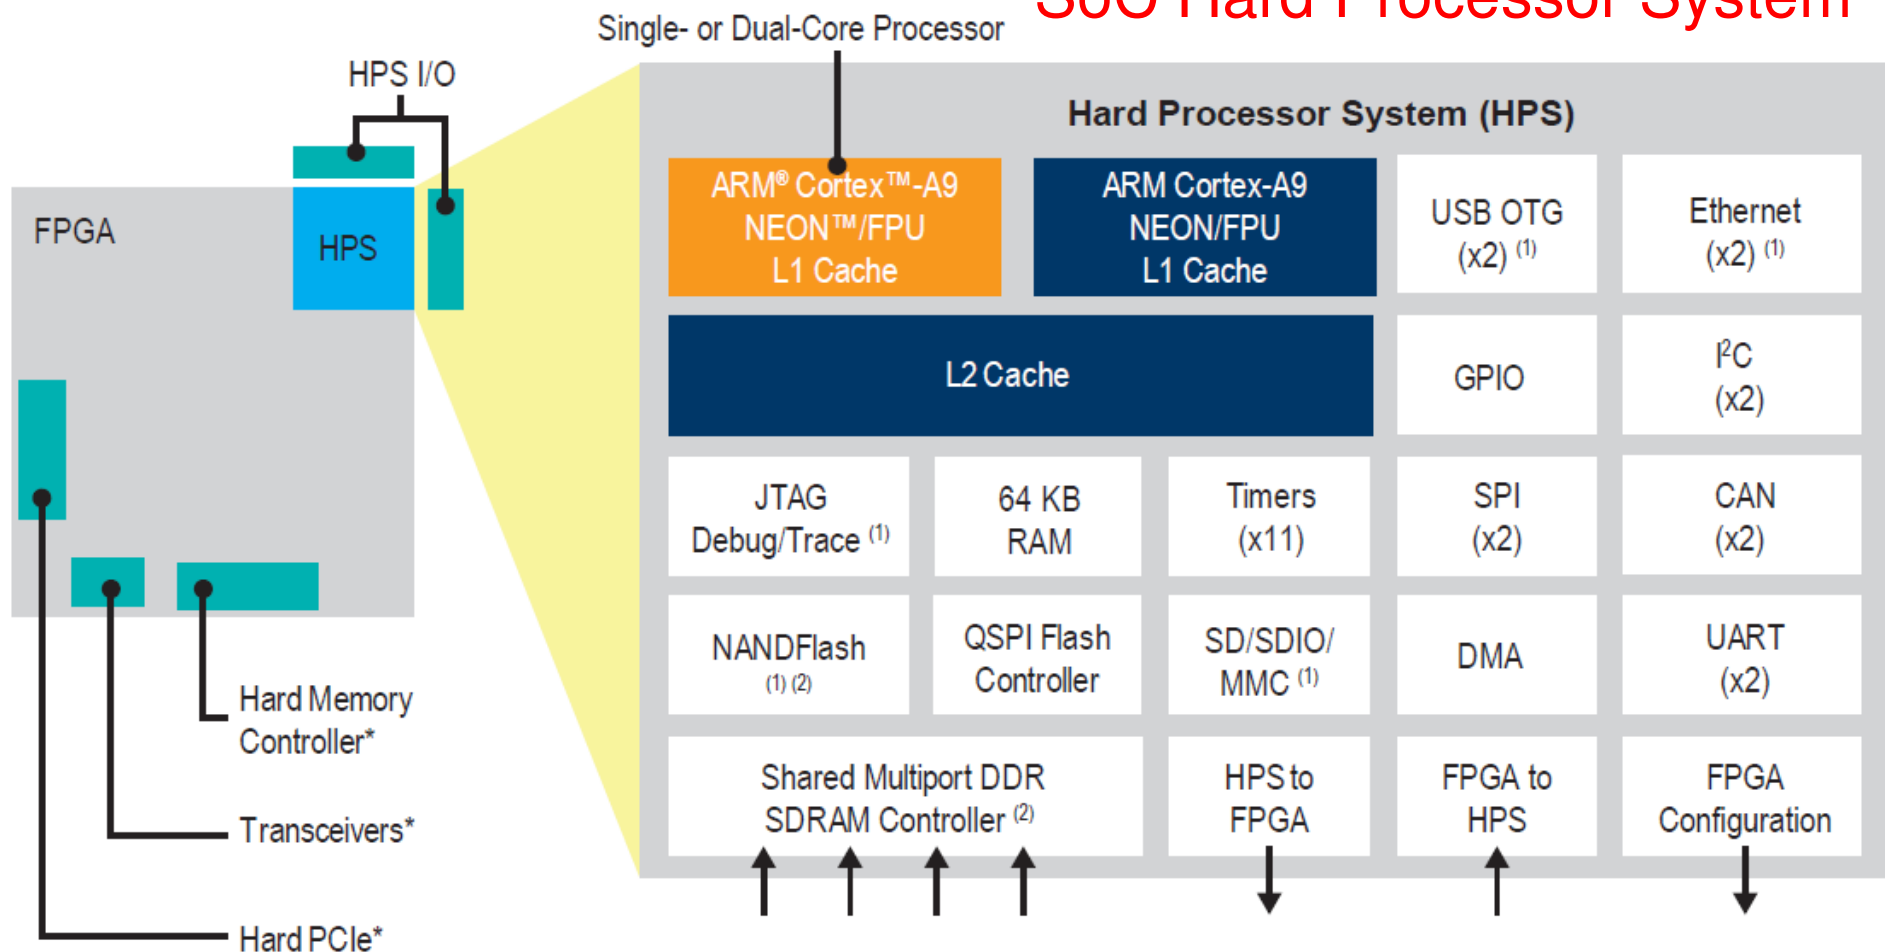 SoC Hard Processor System
Single- or Dual-Core Processor
HPS I/O
FPGA
HPS
Hard Memory
Controller*
Transceivers*
Hard PCIe*
Hard Processor System (HPS)
ARM® Cortex™-A9
NEON™/FPU
L1 Cache
ARM Cortex-A9
NEON/FPU
L1 Cache
USB OTG
(x2) (1)
Ethernet
(x2) (1)
L2 Cache
GPIO
I²C
(x2)
JTAG
Debug/Trace (1)
64 KB
RAM
Timers
(x11)
SPI
(x2)
CAN
(x2)
NANDFlash
(1) (2)
QSPI Flash
Controller
SD/SDIO/
MMC (1)
DMA
UART
(x2)
Shared Multiport DDR
SDRAM Controller (2)
HPS to
FPGA
FPGA to
HPS
FPGA
Configuration